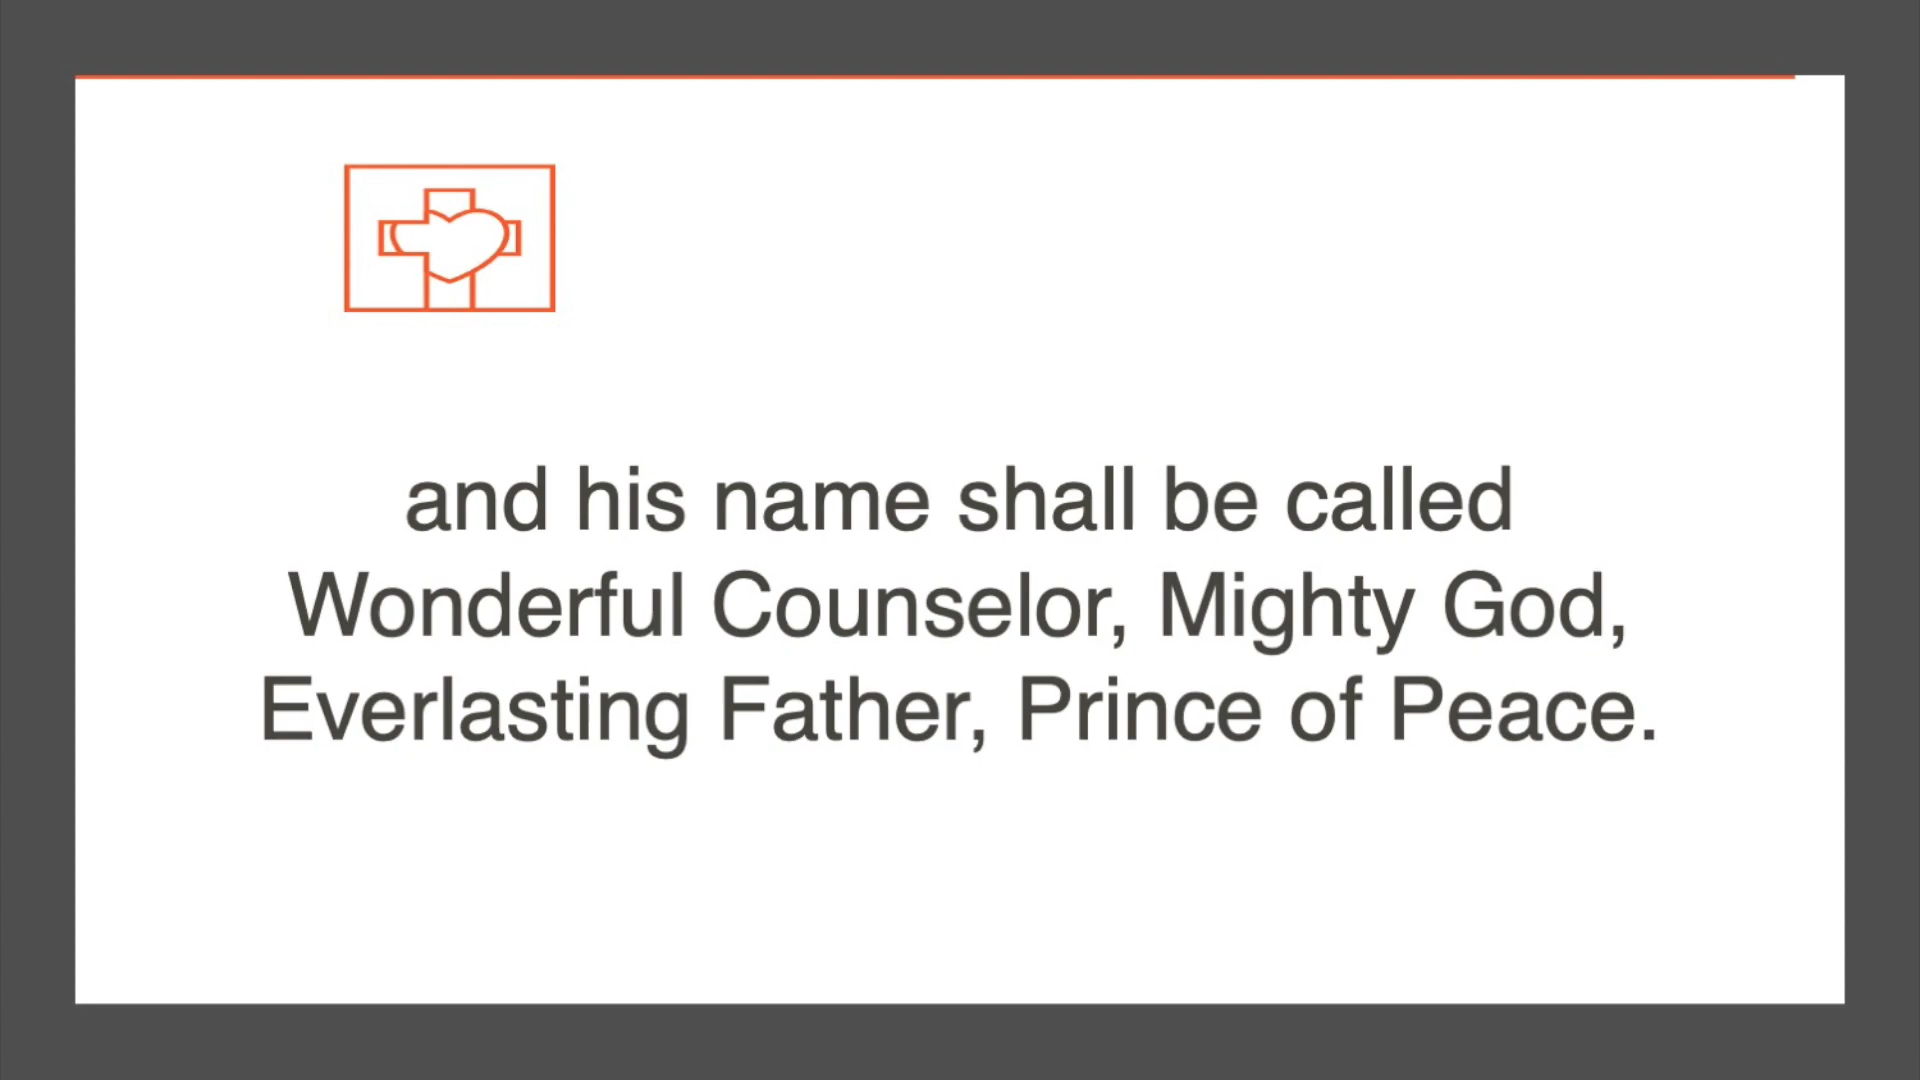 and his name shall be called
Wonderful Counselor, Mighty God,
Everlasting Father, Prince of Peace.